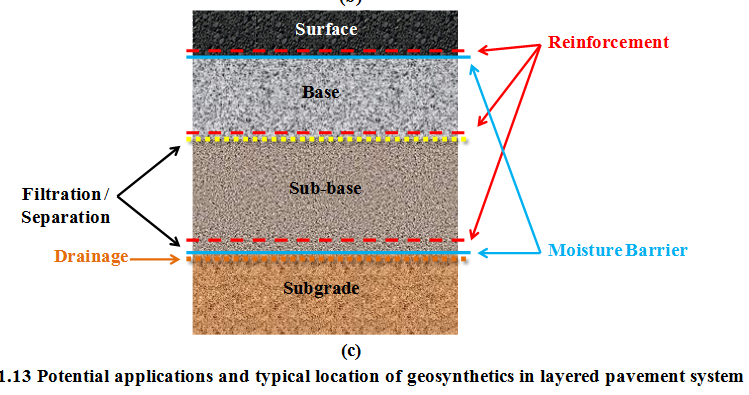 Surface
Reinforcement
Base
Sub-base
Filtration /
Separation
Moisture Barrier
Drainage
Subgrade
(c)
1.13 Potential applications and typical location of geosynthetics in layered pavement system